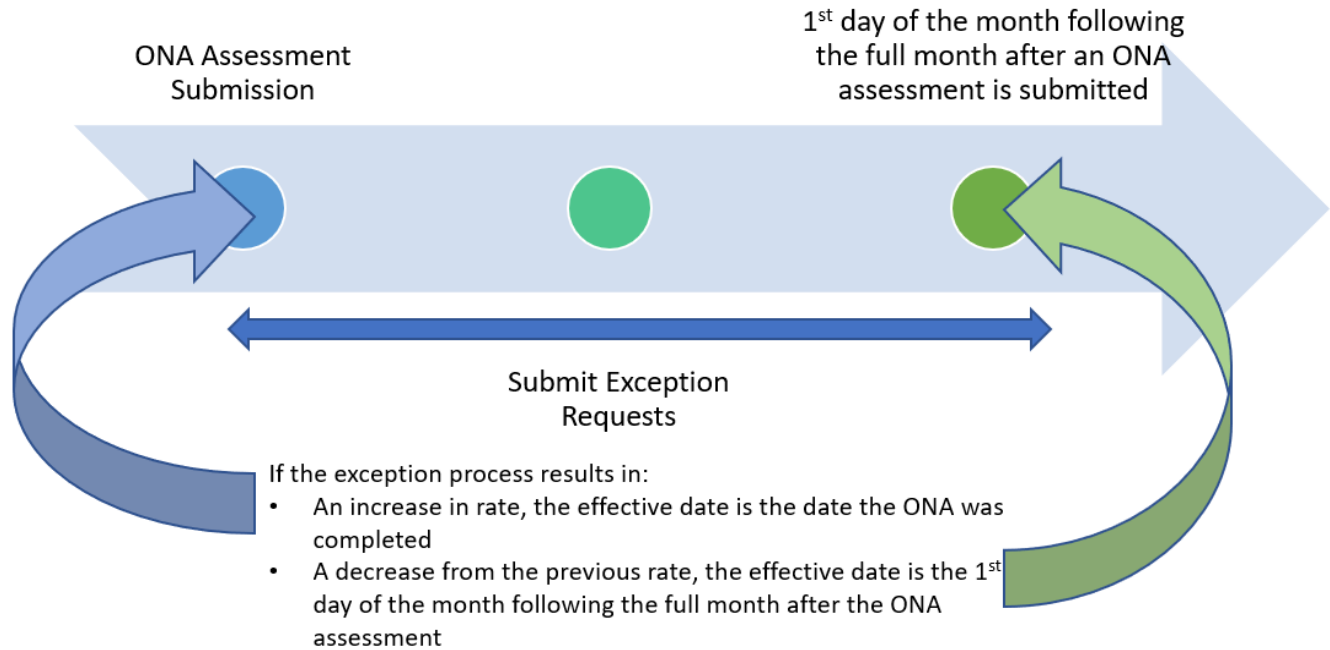 ONA Assessment
Submission
1st day of the month following
the full month after an ONA
assessment is submitted
Submit Exception
Requests
If the exception process results in:
• An increase in rate, the effective date is the date the ONA was
completed
• A decrease from the previous rate, the effective date is the 1st
day of the month following the full month after the ONA
assessment